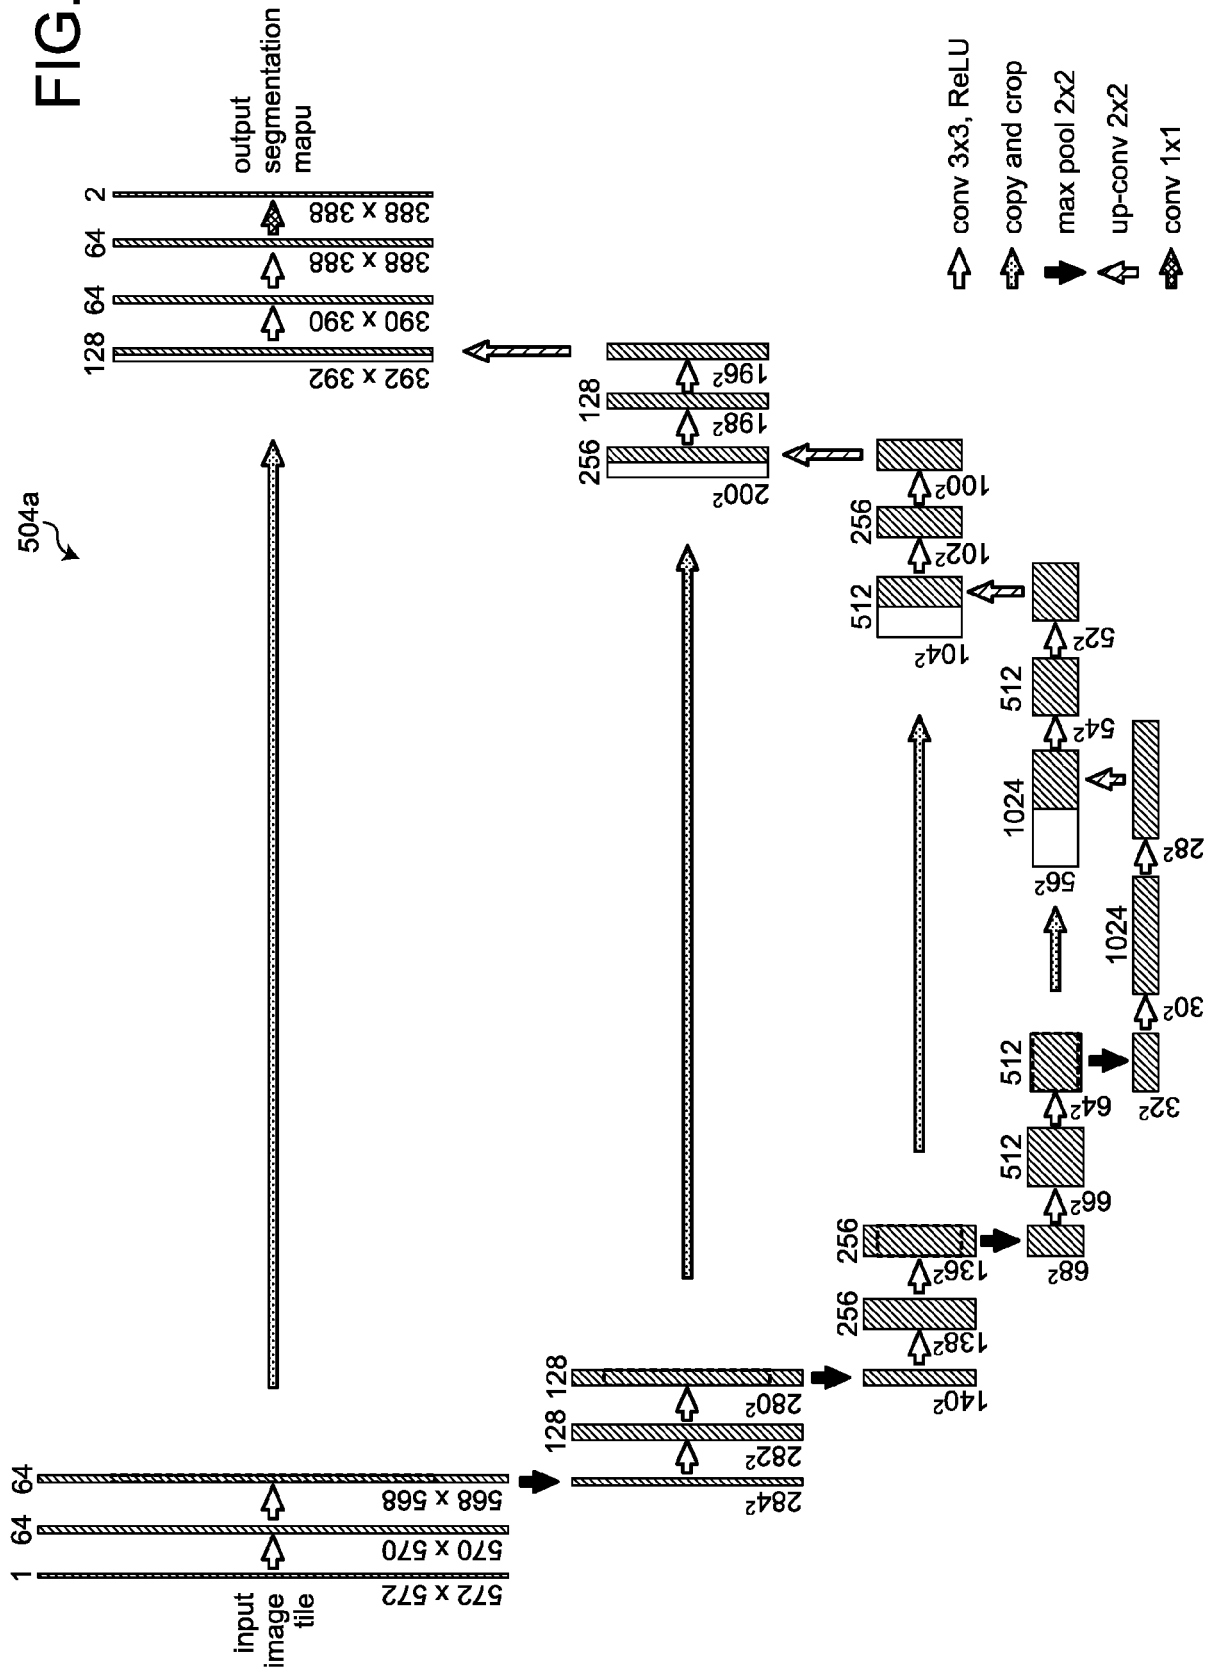 FIG.
504a
input
image
tile
1
64
64
572 x 572
570 x 570
568 x 568
128
64
64
2
392 x 392
390 x 390
388 x 388
388 x 388
output
segmentation
mapu
128
128
284²
282²
280²
256
128
200²
198²
196²
256
256
140²
138²
136²
512
256
104²
102²
100²
512
512
68²
66²
64²
1024
512
56²
54²
52²
1024
32²
30²
28²
conv 3x3, ReLU
copy and crop
max pool 2x2
up-conv 2x2
conv 1x1